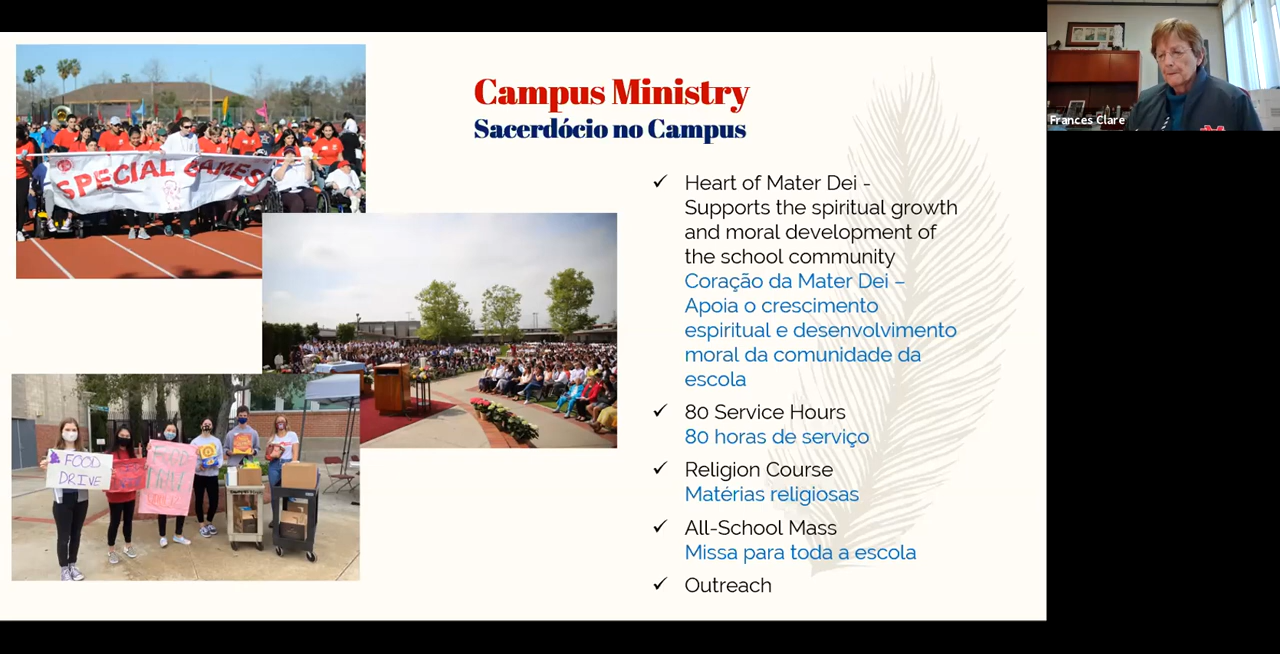 Campus Ministry
Sacerdócio no Campus
✓ Heart of Mater Dei -
Supports the spiritual growth
and moral development of
the school community
Coração da Mater Dei –
Apoia o crescimento
espiritual e desenvolvimento
moral da comunidade da
escola
✓ 80 Service Hours
80 horas de serviço
✓ Religion Course
Matérias religiosas
✓ All-School Mass
Missa para toda a escola
✓ Outreach
SPECIAL GAMES
FOOD
DRIVE
Frances Clare